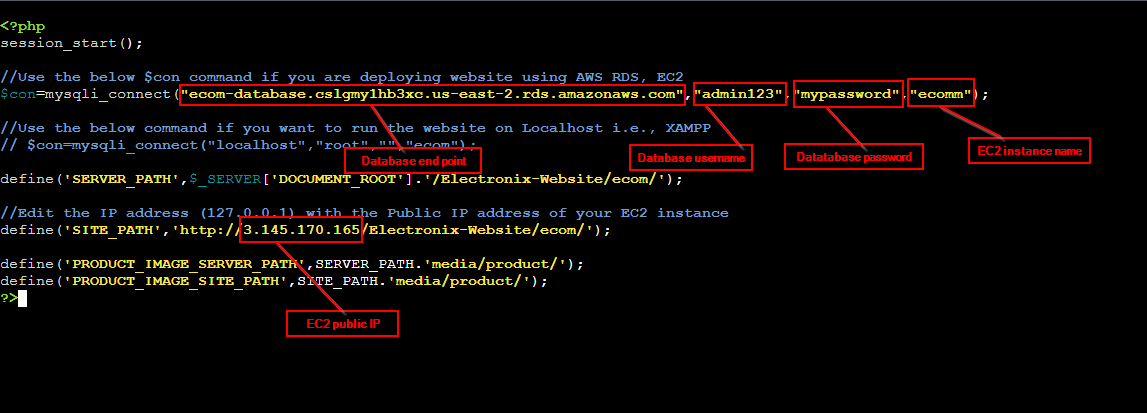 <?php
session_start();
//Use the below $con command if you are deploying website using AWS RDS, EC2
$con=mysqli_connect("ecom-database.cslgmy1hb3xc.us-east-2.rds.amazonaws.com","admin123","mypassword","ecomm");
//Use the below command if you want to run the website on Localhost i.e., XAMPP
// $con=mysqli_connect("localhost","root","","ecom");
Database end point
Database username
Datatabase password
EC2 instance name
define('SERVER_PATH',$_SERVER['DOCUMENT_ROOT'].'/Electronix-Website/ecom/');
//Edit the IP address (127.0.0.1) with the Public IP address of your EC2 instance
define('SITE_PATH','http://3.145.170.165/Electronix-Website/ecom/');
define('PRODUCT_IMAGE_SERVER_PATH',SERVER_PATH.'media/product/');
define('PRODUCT_IMAGE_SITE_PATH',SITE_PATH.'media/product/');
?>
EC2 public IP